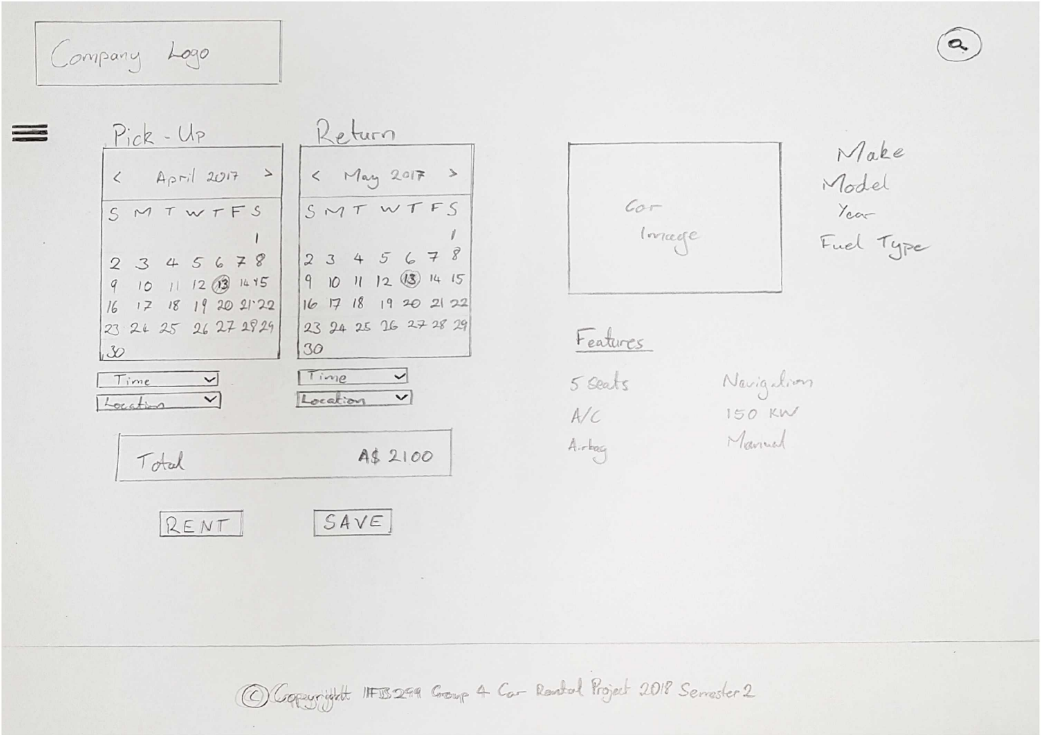 Company Logo
Pick-Up
< April 2017 >
S M T W T F S
1
2 3 4 5 6 7 8
9 10 11 12 13 14 15
16 17 18 19 20 21 22
23 24 25 26 27 28 29
30
Time
Location
Return
< May 2017 >
S M T W T F S
1
2 3 4 5 6 7 8
9 10 11 12 13 14 15
16 17 18 19 20 21 22
23 24 25 26 27 28 29
30
Time
Location
Total A$ 2100
RENT
SAVE
Car
Image
Make
Model
Year
Fuel Type
Features
5 Seats
A/C
Airbag
Navigation
150 KW
Manual
© Copyright IFB299 Group 4 Car Rental Project 2018 Semester 2